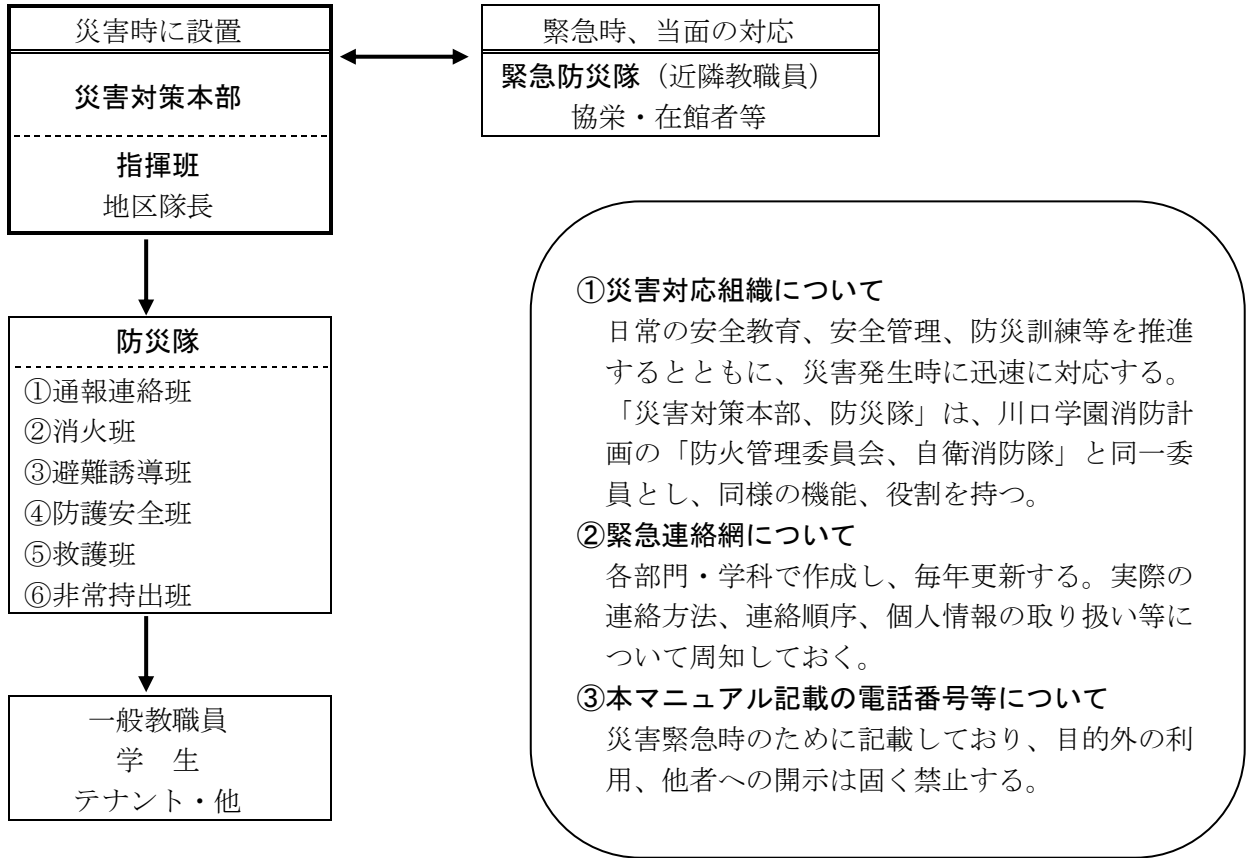 災害時に設置
災害対策本部
指揮班
地区隊長
緊急時、当面の対応
緊急防災隊（近隣教職員）
協栄・在館者等
防災隊
①通報連絡班
②消火班
③避難誘導班
④防護安全班
⑤救護班
⑥非常持出班
一般教職員
学　生
テナント・他
①災害対応組織について
日常の安全教育、安全管理、防災訓練等を推進
するとともに、災害発生時に迅速に対応する。
「災害対策本部、防災隊」は、川口学園消防計
画の「防火管理委員会、自衛消防隊」と同一委
員とし、同様の機能、役割を持つ。
②緊急連絡網について
各部門・学科で作成し、毎年更新する。実際の
連絡方法、連絡順序、個人情報の取り扱い等に
ついて周知しておく。
③本マニュアル記載の電話番号等について
災害緊急時のために記載しており、目的外の利
用、他者への開示は固く禁止する。